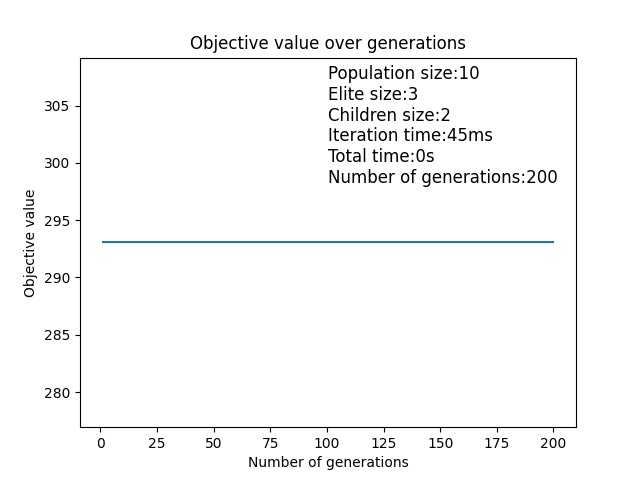 Objective value over generations
Population size:10
Elite size:3
Children size:2
Iteration time:45ms
Total time:0s
Number of generations:200
305
300
295
290
285
280
Objective value
0 25 50 75 100 125 150 175 200
Number of generations